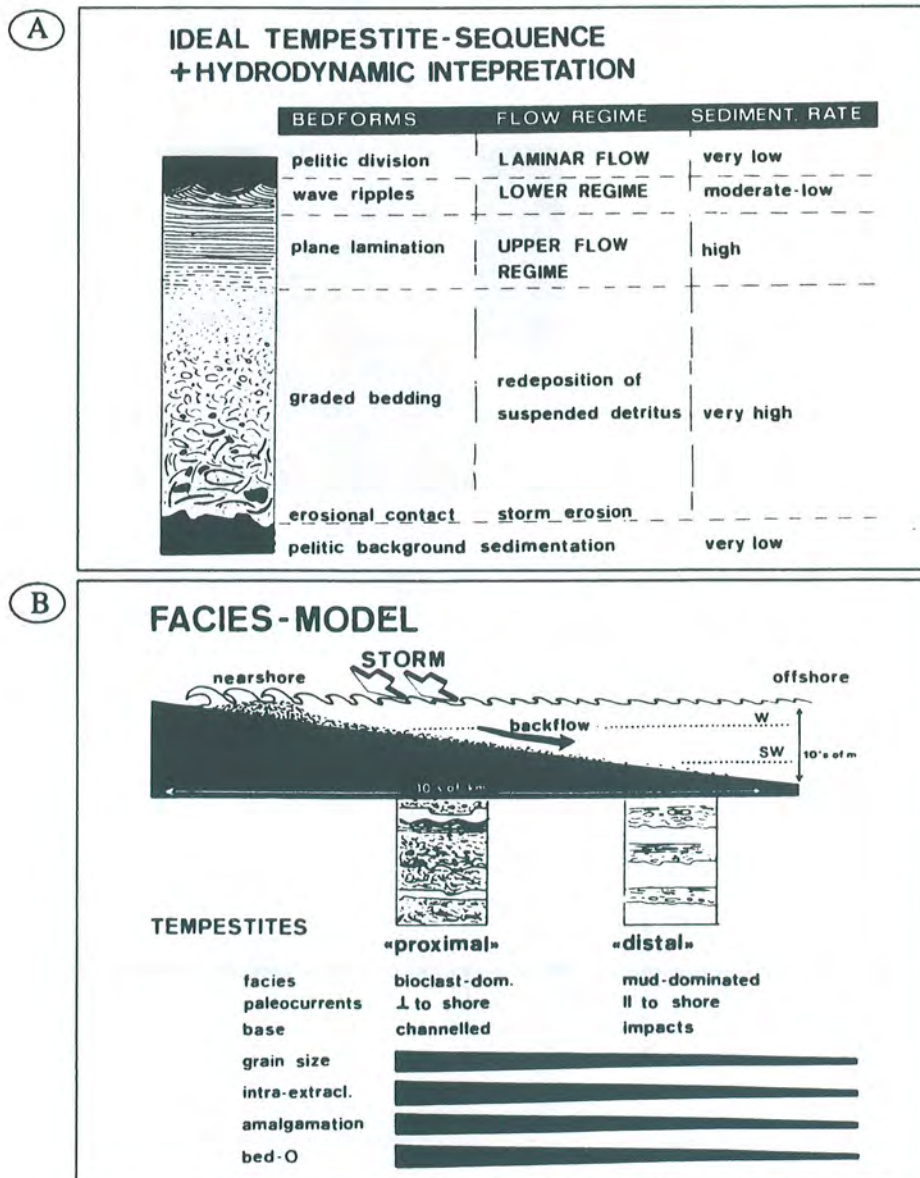 A
IDEAL TEMPESTITE-SEQUENCE
+HYDRODYNAMIC INTEPRETATION
BEDFORMS FLOW REGIME SEDIMENT. RATE
pelitic division LAMINAR FLOW very low
wave ripples LOWER REGIME moderate-low
plane lamination UPPER FLOW REGIME high
graded bedding redeposition of suspended detritus very high
erosional contact storm erosion
pelitic background sedimentation very low
B
FACIES-MODEL
STORM
nearshore offshore
backflow W
SW 10's of m
10's of km
TEMPESTITES
«proximal» «distal»
facies bioclast-dom. mud-dominated
paleocurrents ⊥ to shore || to shore
base channelled impacts
grain size
intra-extracl.
amalgamation
bed-O